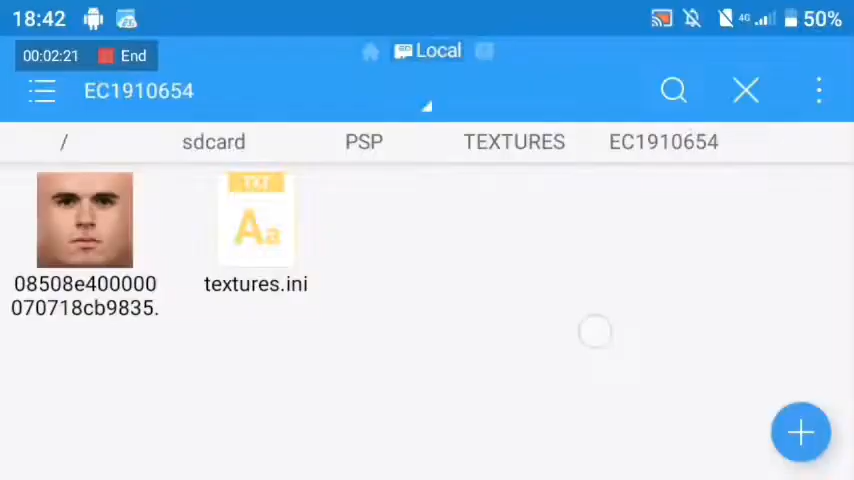 18:42
4G
50%
00:02:21 End
Local
EC1910654
/ sdcard PSP TEXTURES EC1910654
TXT
Aa
08508e400000
070718cb9835.
textures.ini